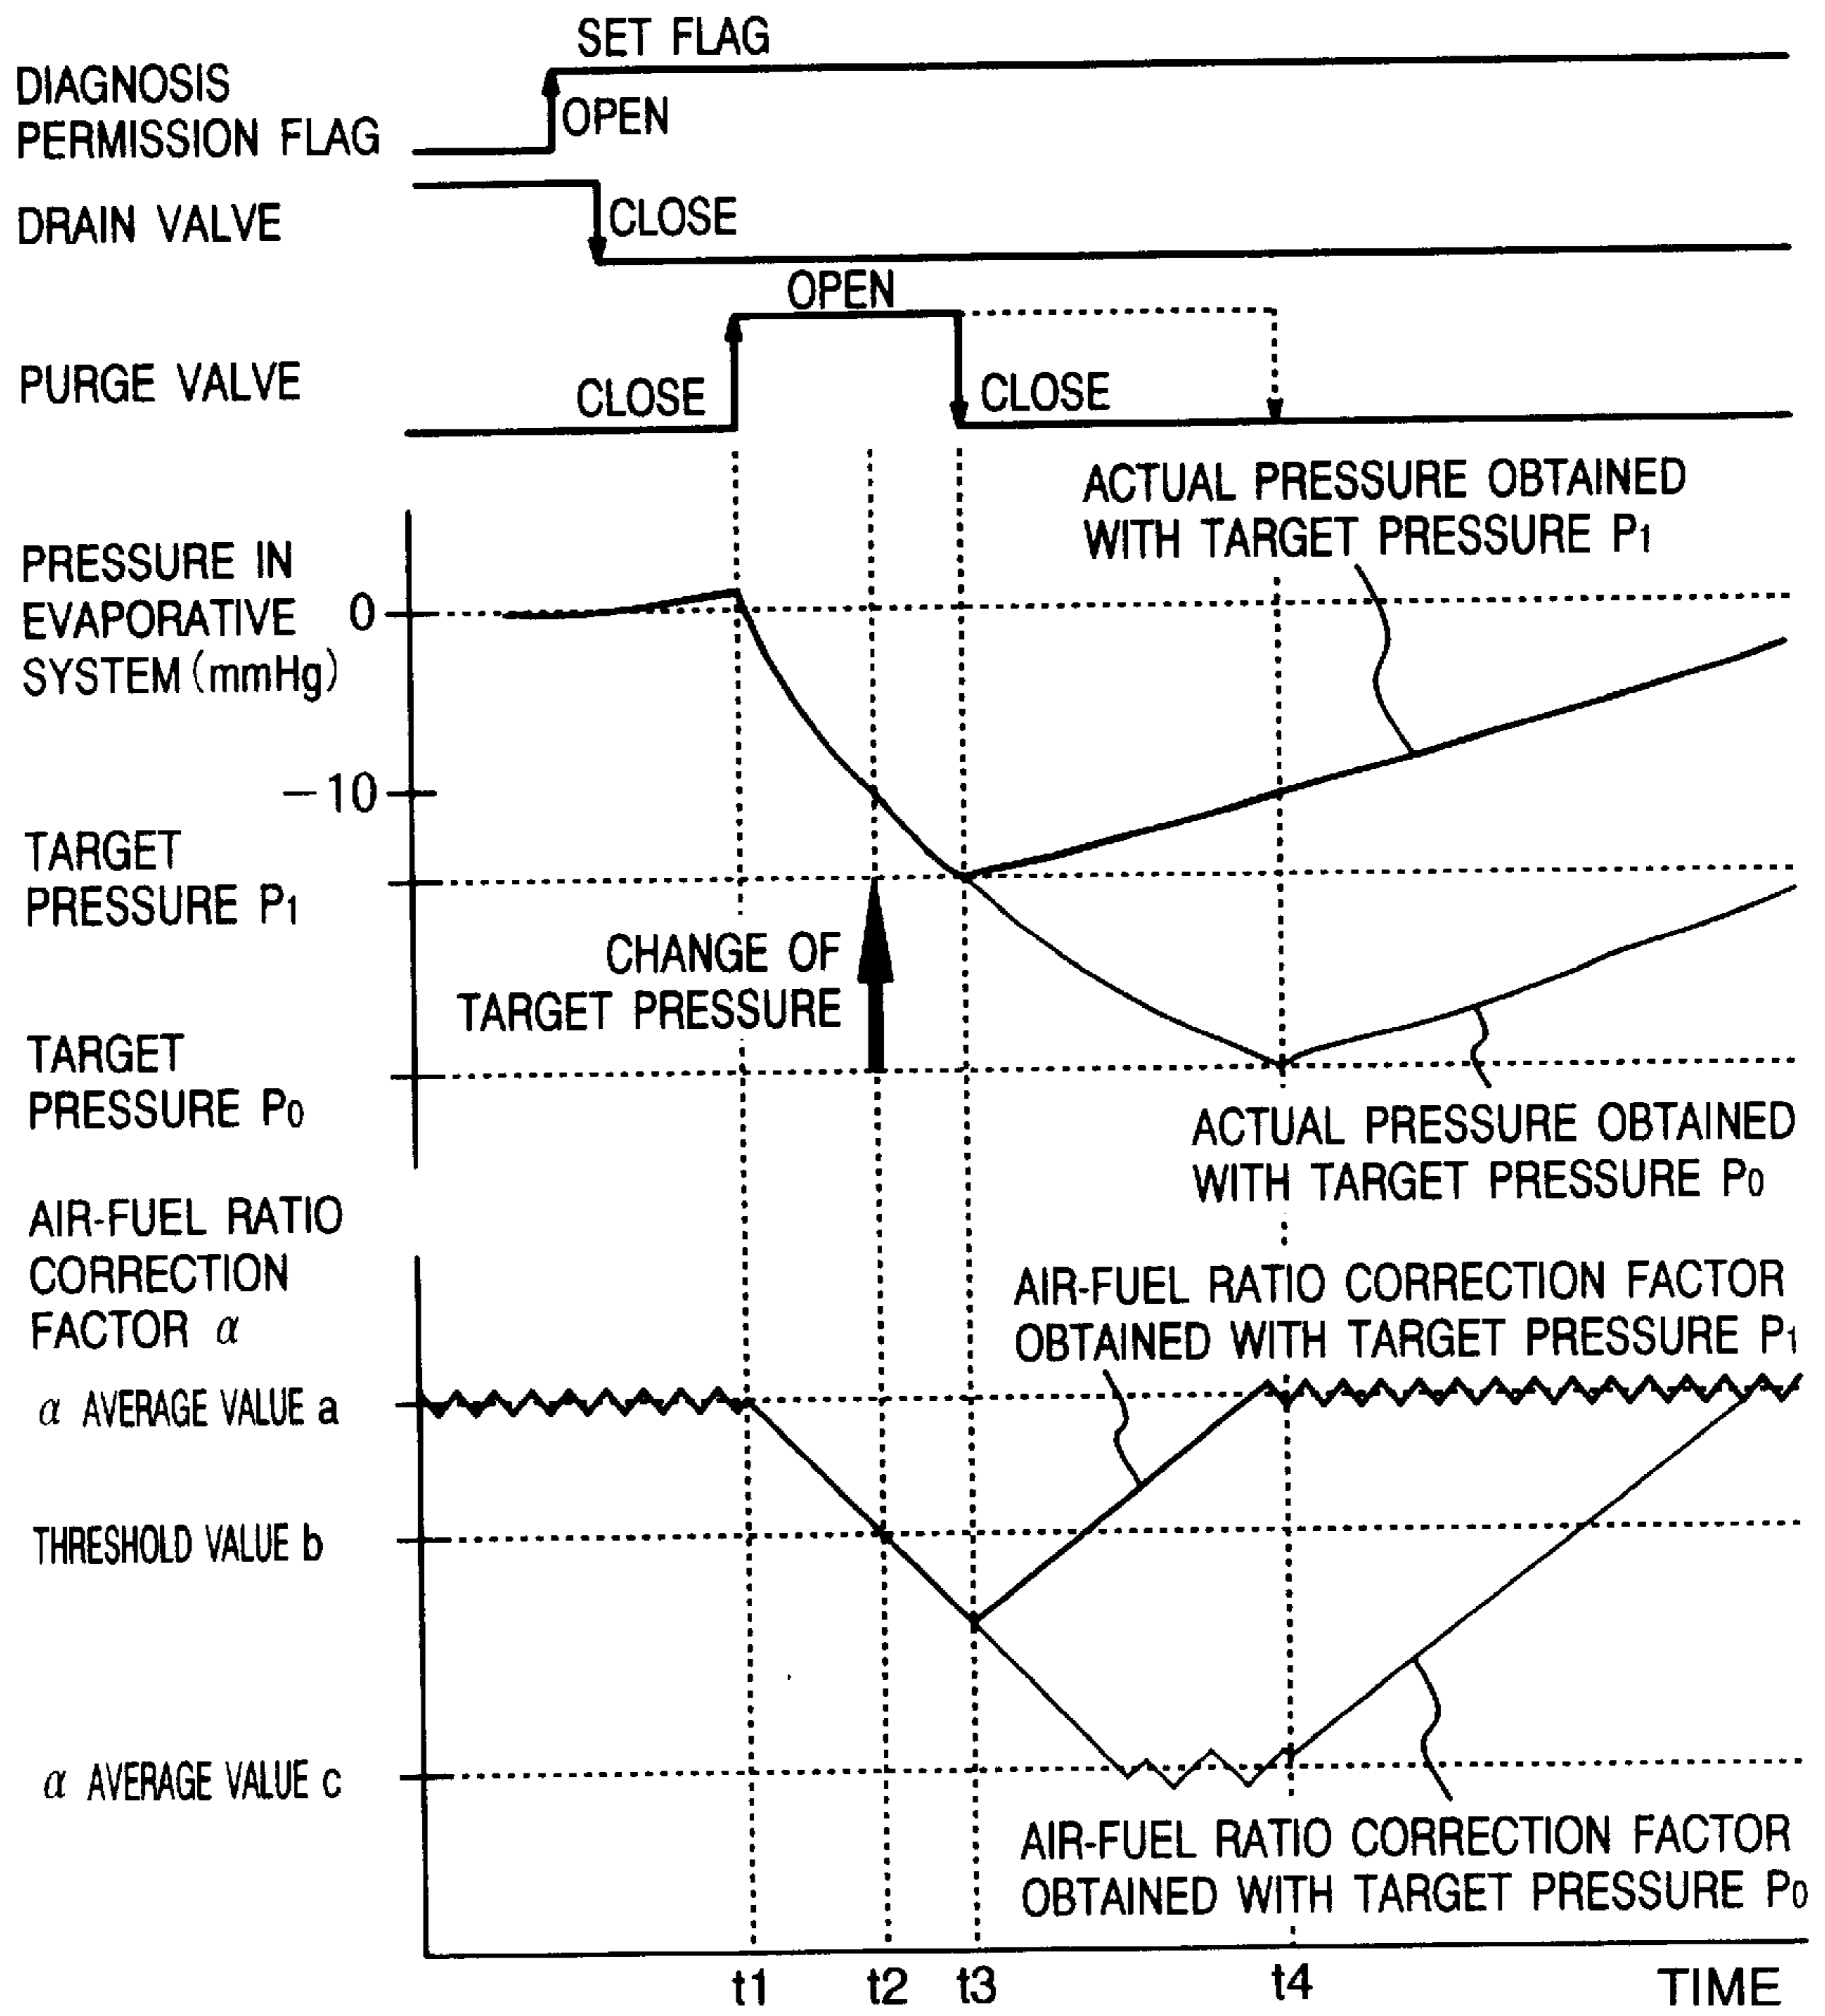 SET FLAG
DIAGNOSIS
PERMISSION FLAG
OPEN
DRAIN VALVE
CLOSE
OPEN
PURGE VALVE
CLOSE
CLOSE
ACTUAL PRESSURE OBTAINED
WITH TARGET PRESSURE P1
PRESSURE IN
EVAPORATIVE
SYSTEM (mmHg)
0
−10
TARGET
PRESSURE P1
CHANGE OF
TARGET PRESSURE
TARGET
PRESSURE P0
ACTUAL PRESSURE OBTAINED
WITH TARGET PRESSURE P0
AIR-FUEL RATIO
CORRECTION
FACTOR α
AIR-FUEL RATIO CORRECTION FACTOR
OBTAINED WITH TARGET PRESSURE P1
α AVERAGE VALUE a
THRESHOLD VALUE b
α AVERAGE VALUE c
AIR-FUEL RATIO CORRECTION FACTOR
OBTAINED WITH TARGET PRESSURE P0
t1 t2 t3 t4 TIME